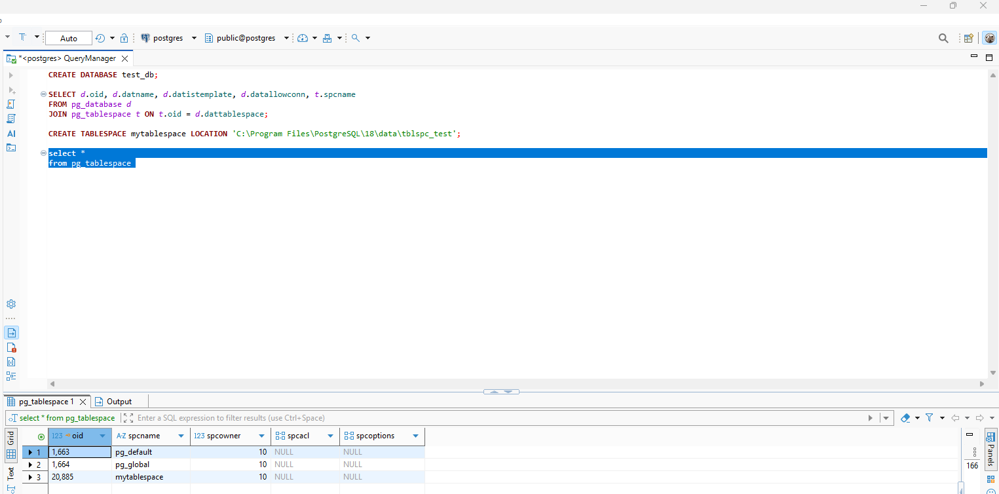 Auto
postgres
public@postgres
*<postgres> QueryManager
CREATE DATABASE test_db;
SELECT d.oid, d.datname, d.datistemplate, d.datallowconn, t.spcname
FROM pg_database d
JOIN pg_tablespace t ON t.oid = d.dattablespace;
CREATE TABLESPACE mytablespace LOCATION 'C:\Program Files\PostgreSQL\18\data\tblspc_test';
select *
from pg_tablespace
AI
pg_tablespace 1
Output
select * from pg_tablespace
Enter a SQL expression to filter results (use Ctrl+Space)
Grid
Text
123 oid
A-Z spcname
123 spcowner
spcacl
spcoptions
1 1,663 pg_default 10 NULL NULL
2 1,664 pg_global 10 NULL NULL
3 20,885 mytablespace 10 NULL NULL
166
Panels